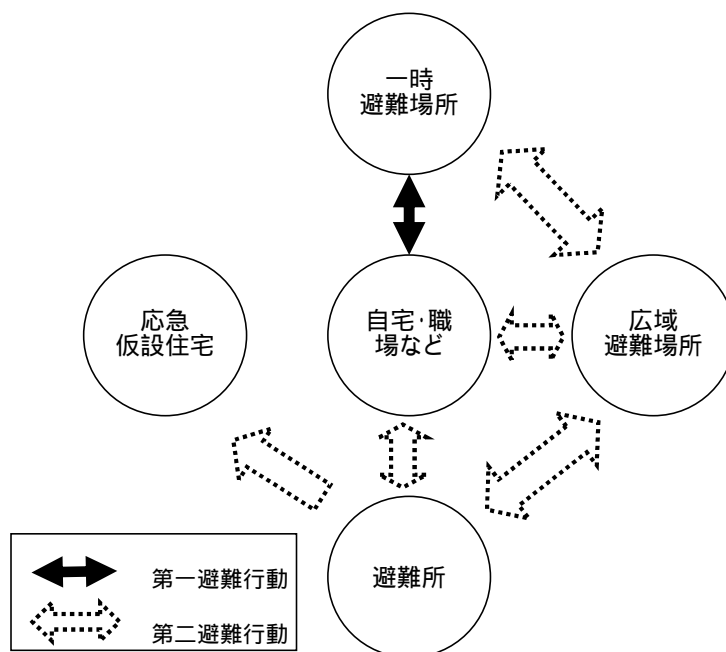 一時
避難場所
応急
仮設住宅
自宅・職
場など
広域
避難場所
避難所
第一避難行動
第二避難行動